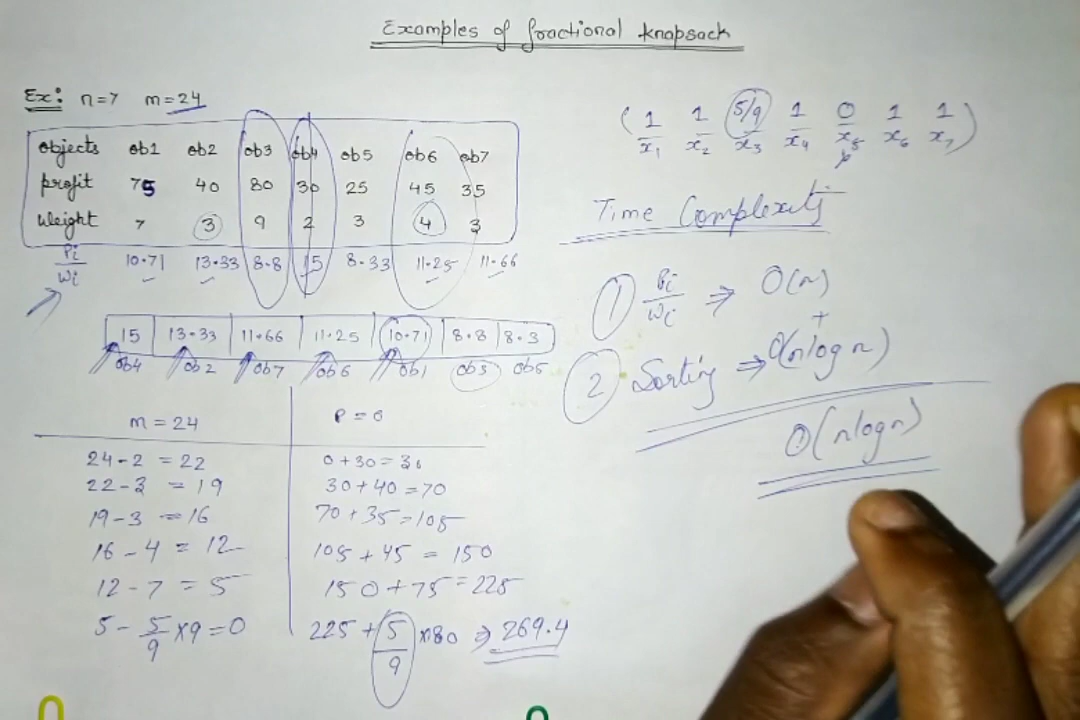 Examples of fractional knapsack
Ex: n=7 m=24
objects ob1 ob2 ob3 ob4 ob5 ob6 ob7
profit 75 40 80 30 25 45 35
Weight 7 3 9 2 3 4 3
Pi/Wi 10.71 13.33 8.8 15 8.33 11.25 11.66
15 13.33 11.66 11.25 10.71 8.8 8.3
ob4 ob2 ob7 ob6 ob1 ob3 ob5
m = 24 P = 0
24-2 = 22 0+30=30
22-3 = 19 30+40=70
19-3 = 16 70+35=105
16-4 = 12 105+45 = 150
12-7 = 5 150+75=225
5-5/9×9=0 225+5/9×80 ⇒ 269.4
(1 1 5/9 1 0 1 1)
x1 x2 x3 x4 x5 x6 x7
Time Complexity
1 Pi/Wi ⇒ O(n)
+
2 Sorting ⇒ O(nlogn)
O(nlogn)